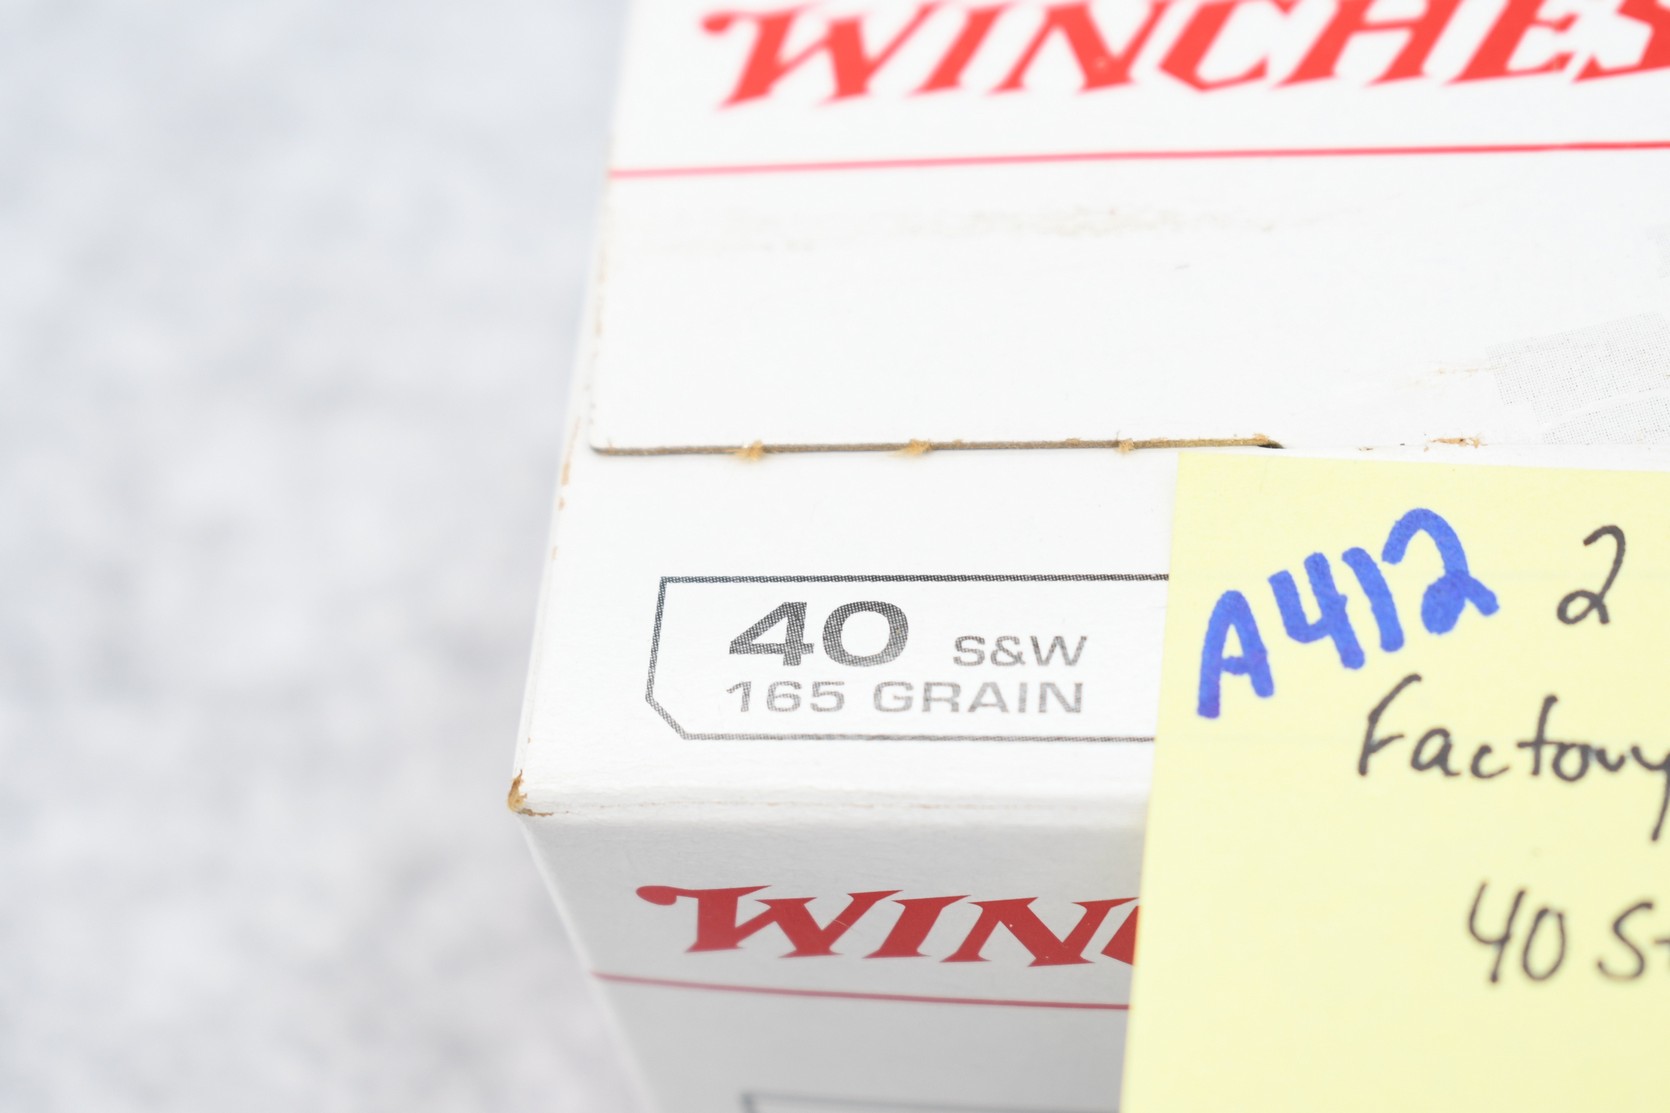 WINCHES
40 S&W
165 GRAIN
WIN
A412 2
Factory
40 S